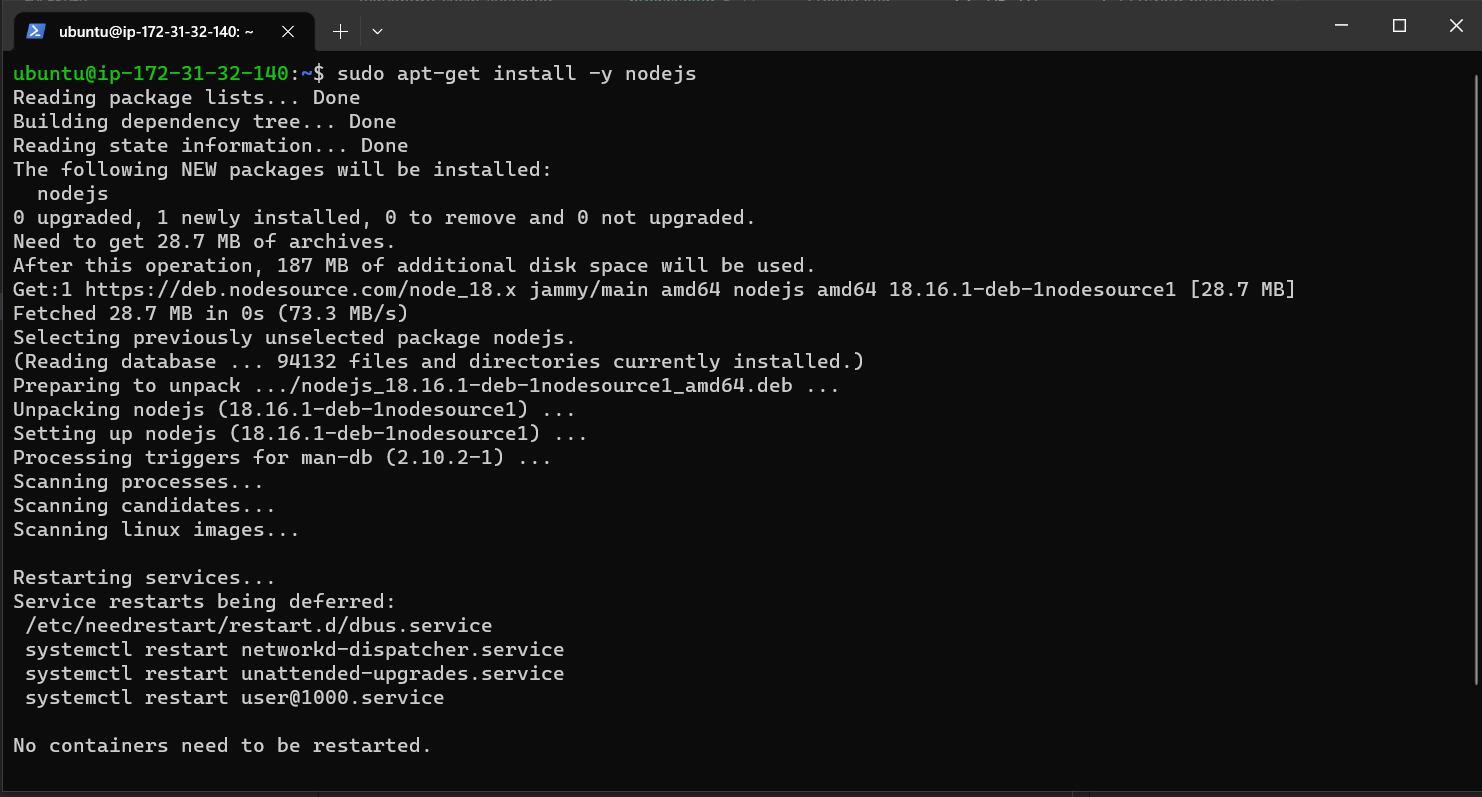 ubuntu@ip-172-31-32-140: ~
ubuntu@ip-172-31-32-140:~$ sudo apt-get install -y nodejs
Reading package lists... Done
Building dependency tree... Done
Reading state information... Done
The following NEW packages will be installed:
  nodejs
0 upgraded, 1 newly installed, 0 to remove and 0 not upgraded.
Need to get 28.7 MB of archives.
After this operation, 187 MB of additional disk space will be used.
Get:1 https://deb.nodesource.com/node_18.x jammy/main amd64 nodejs amd64 18.16.1-deb-1nodesource1 [28.7 MB]
Fetched 28.7 MB in 0s (73.3 MB/s)
Selecting previously unselected package nodejs.
(Reading database ... 94132 files and directories currently installed.)
Preparing to unpack .../nodejs_18.16.1-deb-1nodesource1_amd64.deb ...
Unpacking nodejs (18.16.1-deb-1nodesource1) ...
Setting up nodejs (18.16.1-deb-1nodesource1) ...
Processing triggers for man-db (2.10.2-1) ...
Scanning processes...
Scanning candidates...
Scanning linux images...

Restarting services...
Service restarts being deferred:
 /etc/needrestart/restart.d/dbus.service
 systemctl restart networkd-dispatcher.service
 systemctl restart unattended-upgrades.service
 systemctl restart user@1000.service

No containers need to be restarted.